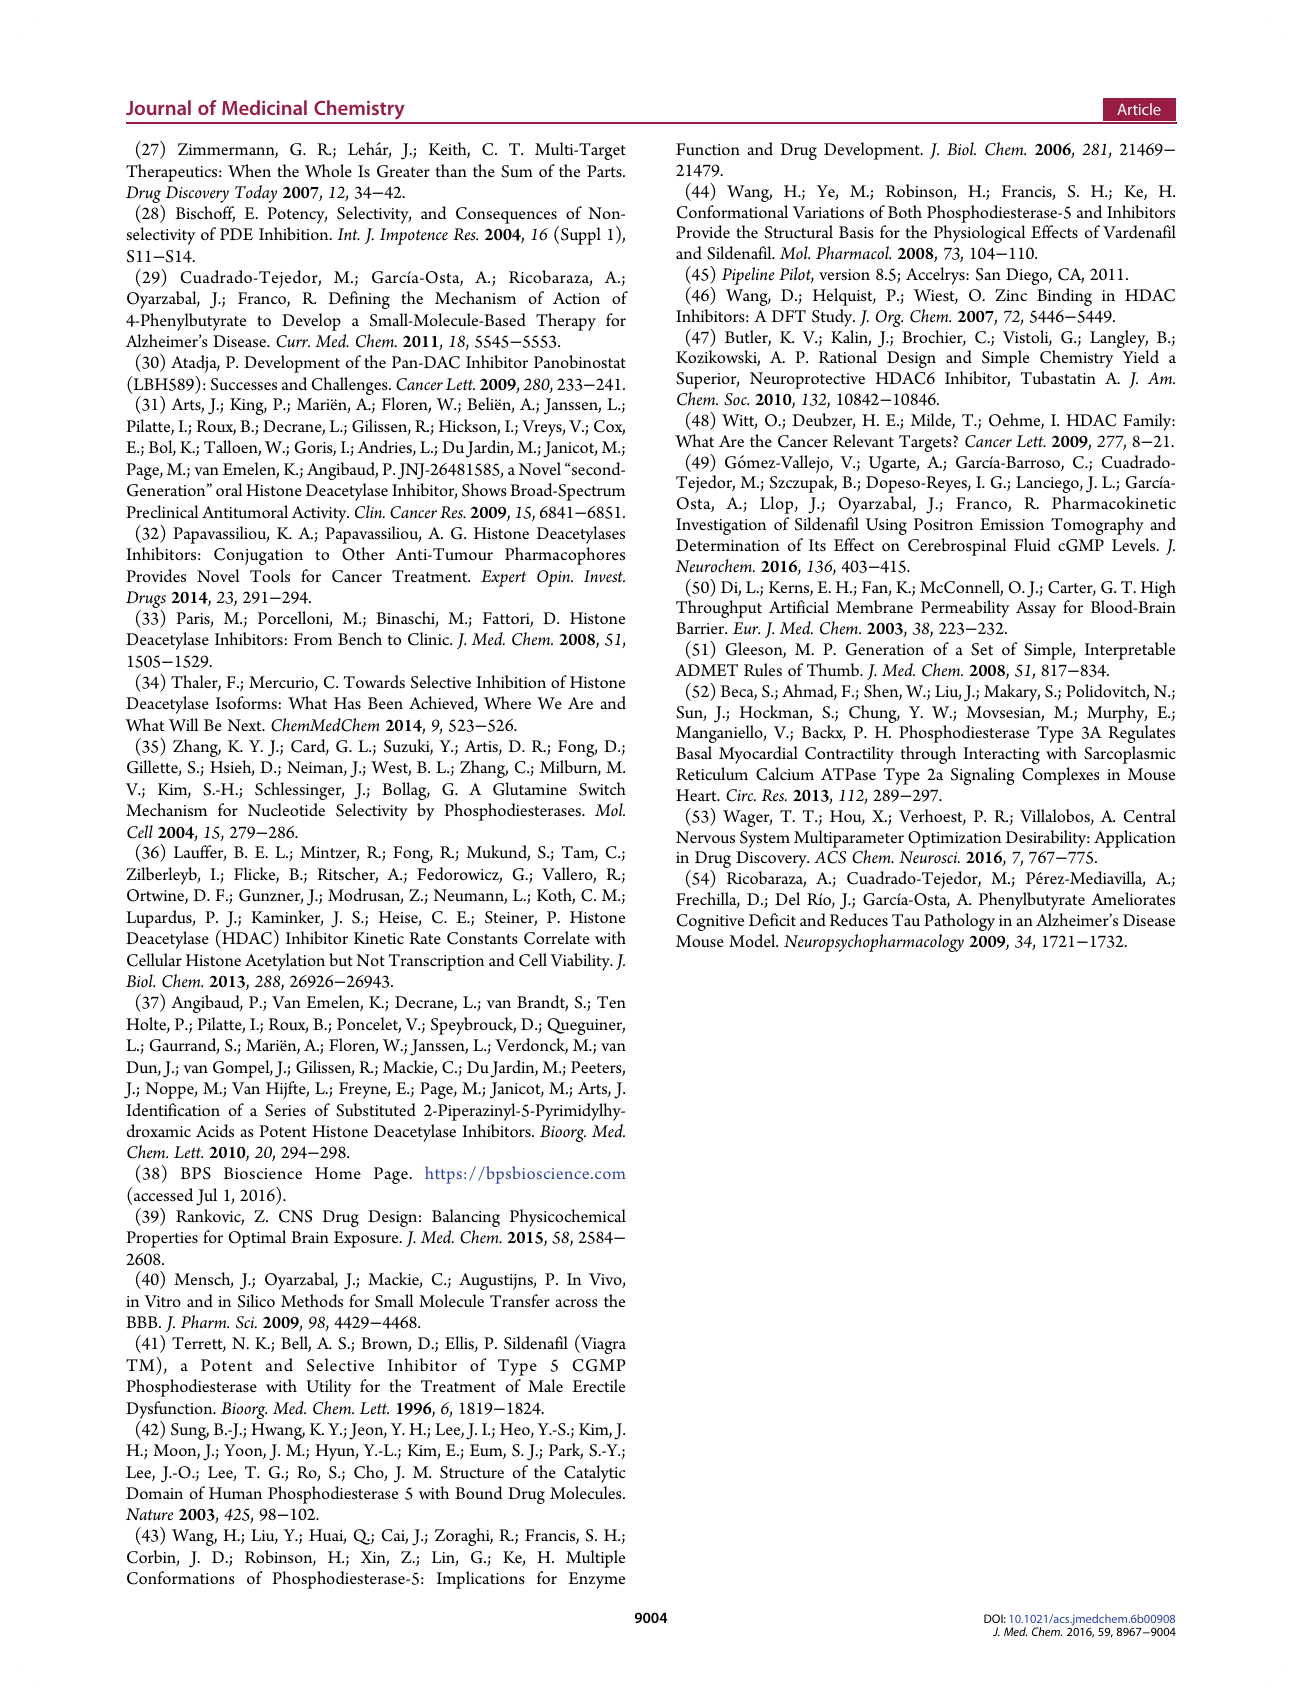 Journal of Medicinal Chemistry
Article
(27) Zimmermann, G. R.; Lehár, J.; Keith, C. T. Multi-Target
Therapeutics: When the Whole Is Greater than the Sum of the Parts.
Drug Discovery Today 2007, 12, 34−42.
(28) Bischoff, E. Potency, Selectivity, and Consequences of Non-
selectivity of PDE Inhibition. Int. J. Impotence Res. 2004, 16 (Suppl 1),
S11−S14.
(29) Cuadrado-Tejedor, M.; García-Osta, A.; Ricobaraza, A.;
Oyarzabal, J.; Franco, R. Defining the Mechanism of Action of
4-Phenylbutyrate to Develop a Small-Molecule-Based Therapy for
Alzheimer's Disease. Curr. Med. Chem. 2011, 18, 5545−5553.
(30) Atadja, P. Development of the Pan-DAC Inhibitor Panobinostat
(LBH589): Successes and Challenges. Cancer Lett. 2009, 280, 233−241.
(31) Arts, J.; King, P.; Mariën, A.; Floren, W.; Beliën, A.; Janssen, L.;
Pilatte, I.; Roux, B.; Decrane, L.; Gilissen, R.; Hickson, I.; Vreys, V.; Cox,
E.; Bol, K.; Talloen, W.; Goris, I.; Andries, L.; Du Jardin, M.; Janicot, M.;
Page, M.; van Emelen, K.; Angibaud, P. JNJ-26481585, a Novel “second-
Generation” oral Histone Deacetylase Inhibitor, Shows Broad-Spectrum
Preclinical Antitumoral Activity. Clin. Cancer Res. 2009, 15, 6841−6851.
(32) Papavassiliou, K. A.; Papavassiliou, A. G. Histone Deacetylases
Inhibitors: Conjugation to Other Anti-Tumour Pharmacophores
Provides Novel Tools for Cancer Treatment. Expert Opin. Invest.
Drugs 2014, 23, 291−294.
(33) Paris, M.; Porcelloni, M.; Binaschi, M.; Fattori, D. Histone
Deacetylase Inhibitors: From Bench to Clinic. J. Med. Chem. 2008, 51,
1505−1529.
(34) Thaler, F.; Mercurio, C. Towards Selective Inhibition of Histone
Deacetylase Isoforms: What Has Been Achieved, Where We Are and
What Will Be Next. ChemMedChem 2014, 9, 523−526.
(35) Zhang, K. Y. J.; Card, G. L.; Suzuki, Y.; Artis, D. R.; Fong, D.;
Gillette, S.; Hsieh, D.; Neiman, J.; West, B. L.; Zhang, C.; Milburn, M.
V.; Kim, S.-H.; Schlessinger, J.; Bollag, G. A Glutamine Switch
Mechanism for Nucleotide Selectivity by Phosphodiesterases. Mol.
Cell 2004, 15, 279−286.
(36) Lauffer, B. E. L.; Mintzer, R.; Fong, R.; Mukund, S.; Tam, C.;
Zilberleyb, I.; Flicke, B.; Ritscher, A.; Fedorowicz, G.; Vallero, R.;
Ortwine, D. F.; Gunzner, J.; Modrusan, Z.; Neumann, L.; Koth, C. M.;
Lupardus, P. J.; Kaminker, J. S.; Heise, C. E.; Steiner, P. Histone
Deacetylase (HDAC) Inhibitor Kinetic Rate Constants Correlate with
Cellular Histone Acetylation but Not Transcription and Cell Viability. J.
Biol. Chem. 2013, 288, 26926−26943.
(37) Angibaud, P.; Van Emelen, K.; Decrane, L.; van Brandt, S.; Ten
Holte, P.; Pilatte, I.; Roux, B.; Poncelet, V.; Speybrouck, D.; Queguiner,
L.; Gaurrand, S.; Mariën, A.; Floren, W.; Janssen, L.; Verdonck, M.; van
Dun, J.; van Gompel, J.; Gilissen, R.; Mackie, C.; Du Jardin, M.; Peeters,
J.; Noppe, M.; Van Hijfte, L.; Freyne, E.; Page, M.; Janicot, M.; Arts, J.
Identification of a Series of Substituted 2-Piperazinyl-5-Pyrimidylhy-
droxamic Acids as Potent Histone Deacetylase Inhibitors. Bioorg. Med.
Chem. Lett. 2010, 20, 294−298.
(38) BPS Bioscience Home Page. https://bpsbioscience.com
(accessed Jul 1, 2016).
(39) Rankovic, Z. CNS Drug Design: Balancing Physicochemical
Properties for Optimal Brain Exposure. J. Med. Chem. 2015, 58, 2584−
2608.
(40) Mensch, J.; Oyarzabal, J.; Mackie, C.; Augustijns, P. In Vivo,
in Vitro and in Silico Methods for Small Molecule Transfer across the
BBB. J. Pharm. Sci. 2009, 98, 4429−4468.
(41) Terrett, N. K.; Bell, A. S.; Brown, D.; Ellis, P. Sildenafil (Viagra
TM), a Potent and Selective Inhibitor of Type 5 CGMP
Phosphodiesterase with Utility for the Treatment of Male Erectile
Dysfunction. Bioorg. Med. Chem. Lett. 1996, 6, 1819−1824.
(42) Sung, B.-J.; Hwang, K. Y.; Jeon, Y. H.; Lee, J. I.; Heo, Y.-S.; Kim, J.
H.; Moon, J.; Yoon, J. M.; Hyun, Y.-L.; Kim, E.; Eum, S. J.; Park, S.-Y.;
Lee, J.-O.; Lee, T. G.; Ro, S.; Cho, J. M. Structure of the Catalytic
Domain of Human Phosphodiesterase 5 with Bound Drug Molecules.
Nature 2003, 425, 98−102.
(43) Wang, H.; Liu, Y.; Huai, Q.; Cai, J.; Zoraghi, R.; Francis, S. H.;
Corbin, J. D.; Robinson, H.; Xin, Z.; Lin, G.; Ke, H. Multiple
Conformations of Phosphodiesterase-5: Implications for Enzyme
Function and Drug Development. J. Biol. Chem. 2006, 281, 21469−
21479.
(44) Wang, H.; Ye, M.; Robinson, H.; Francis, S. H.; Ke, H.
Conformational Variations of Both Phosphodiesterase-5 and Inhibitors
Provide the Structural Basis for the Physiological Effects of Vardenafil
and Sildenafil. Mol. Pharmacol. 2008, 73, 104−110.
(45) Pipeline Pilot, version 8.5; Accelrys: San Diego, CA, 2011.
(46) Wang, D.; Helquist, P.; Wiest, O. Zinc Binding in HDAC
Inhibitors: A DFT Study. J. Org. Chem. 2007, 72, 5446−5449.
(47) Butler, K. V.; Kalin, J.; Brochier, C.; Vistoli, G.; Langley, B.;
Kozikowski, A. P. Rational Design and Simple Chemistry Yield a
Superior, Neuroprotective HDAC6 Inhibitor, Tubastatin A. J. Am.
Chem. Soc. 2010, 132, 10842−10846.
(48) Witt, O.; Deubzer, H. E.; Milde, T.; Oehme, I. HDAC Family:
What Are the Cancer Relevant Targets? Cancer Lett. 2009, 277, 8−21.
(49) Gómez-Vallejo, V.; Ugarte, A.; García-Barroso, C.; Cuadrado-
Tejedor, M.; Szczupak, B.; Dopeso-Reyes, I. G.; Lanciego, J. L.; García-
Osta, A.; Llop, J.; Oyarzabal, J.; Franco, R. Pharmacokinetic
Investigation of Sildenafil Using Positron Emission Tomography and
Determination of Its Effect on Cerebrospinal Fluid cGMP Levels. J.
Neurochem. 2016, 136, 403−415.
(50) Di, L.; Kerns, E. H.; Fan, K.; McConnell, O. J.; Carter, G. T. High
Throughput Artificial Membrane Permeability Assay for Blood-Brain
Barrier. Eur. J. Med. Chem. 2003, 38, 223−232.
(51) Gleeson, M. P. Generation of a Set of Simple, Interpretable
ADMET Rules of Thumb. J. Med. Chem. 2008, 51, 817−834.
(52) Beca, S.; Ahmad, F.; Shen, W.; Liu, J.; Makary, S.; Polidovitch, N.;
Sun, J.; Hockman, S.; Chung, Y. W.; Movsesian, M.; Murphy, E.;
Manganiello, V.; Backx, P. H. Phosphodiesterase Type 3A Regulates
Basal Myocardial Contractility through Interacting with Sarcoplasmic
Reticulum Calcium ATPase Type 2a Signaling Complexes in Mouse
Heart. Circ. Res. 2013, 112, 289−297.
(53) Wager, T. T.; Hou, X.; Verhoest, P. R.; Villalobos, A. Central
Nervous System Multiparameter Optimization Desirability: Application
in Drug Discovery. ACS Chem. Neurosci. 2016, 7, 767−775.
(54) Ricobaraza, A.; Cuadrado-Tejedor, M.; Pérez-Mediavilla, A.;
Frechilla, D.; Del Río, J.; García-Osta, A. Phenylbutyrate Ameliorates
Cognitive Deficit and Reduces Tau Pathology in an Alzheimer's Disease
Mouse Model. Neuropsychopharmacology 2009, 34, 1721−1732.
9004
DOI: 10.1021/acs.jmedchem.6b00908
J. Med. Chem. 2016, 59, 8967−9004